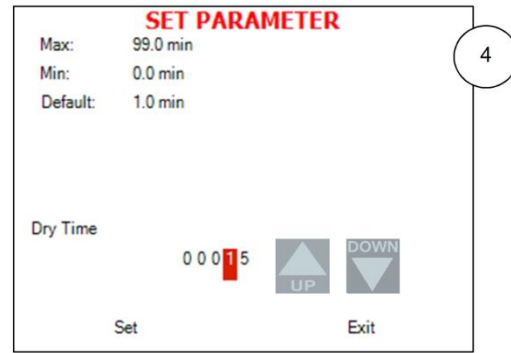 SET PARAMETER
Max: 99.0 min
Min: 0.0 min
Default: 1.0 min
4
Dry Time
0 0 0 1 5
UP
DOWN
Set Exit